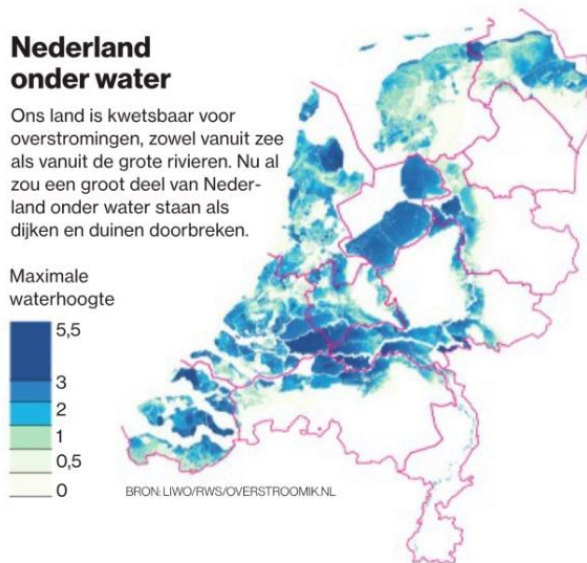 Nederland
onder water
Ons land is kwetsbaar voor
overstromingen, zowel vanuit zee
als vanuit de grote rivieren. Nu al
zou een groot deel van Neder-
land onder water staan als
dijken en duinen doorbreken.
Maximale
waterhoogte
5,5
3
2
1
0,5
0
BRON: LIWO/RWS/OVERSTROOMIK.NL